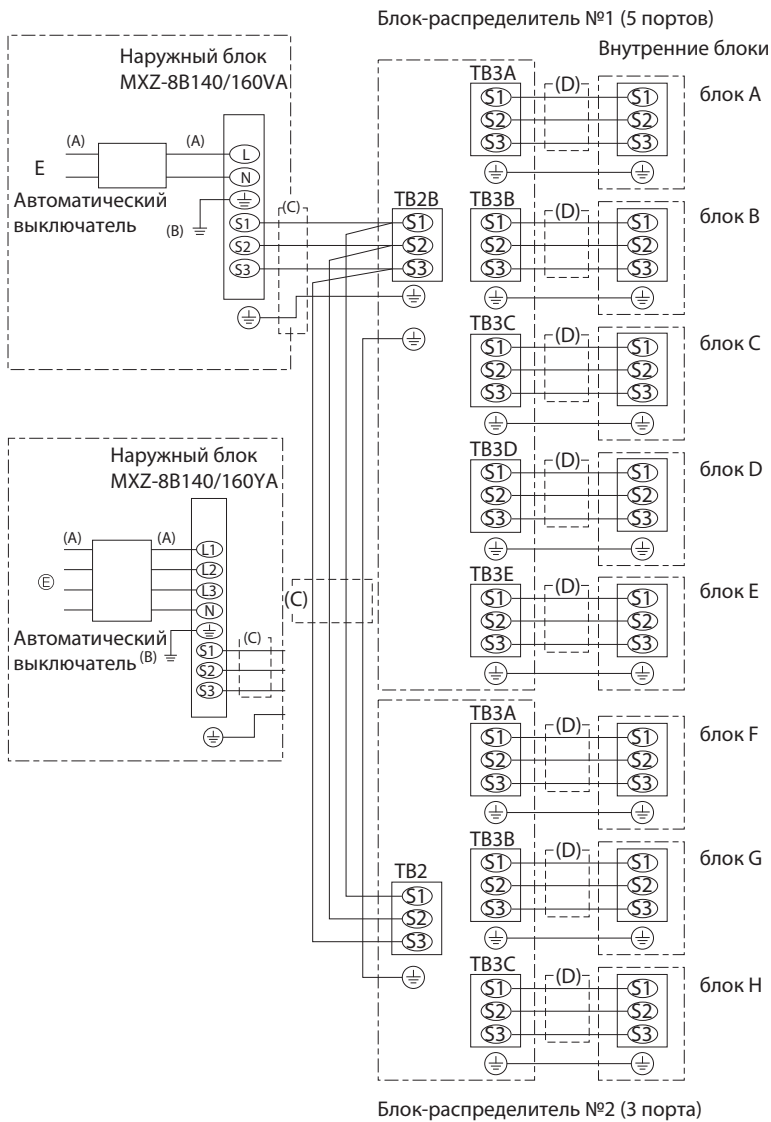 Блок-распределитель №1 (5 портов)
Внутренние блоки
Наружный блок
MXZ-8B140/160VA
(A)
(A)
E
Автоматический
выключатель
(B)
L
N
S1
S2
S3
(C)
TB2B
S1
S2
S3
TB3A
S1
S2
S3
(D)
S1
S2
S3
блок A
TB3B
S1
S2
S3
(D)
S1
S2
S3
блок B
TB3C
S1
S2
S3
(D)
S1
S2
S3
блок C
TB3D
S1
S2
S3
(D)
S1
S2
S3
блок D
TB3E
S1
S2
S3
(D)
S1
S2
S3
блок E
Наружный блок
MXZ-8B140/160YA
(A)
(A)
E
Автоматический
выключатель
(B)
L1
L2
L3
N
S1
S2
S3
(C)
(C)
TB2
S1
S2
S3
TB3A
S1
S2
S3
(D)
S1
S2
S3
блок F
TB3B
S1
S2
S3
(D)
S1
S2
S3
блок G
TB3C
S1
S2
S3
(D)
S1
S2
S3
блок H
Блок-распределитель №2 (3 порта)